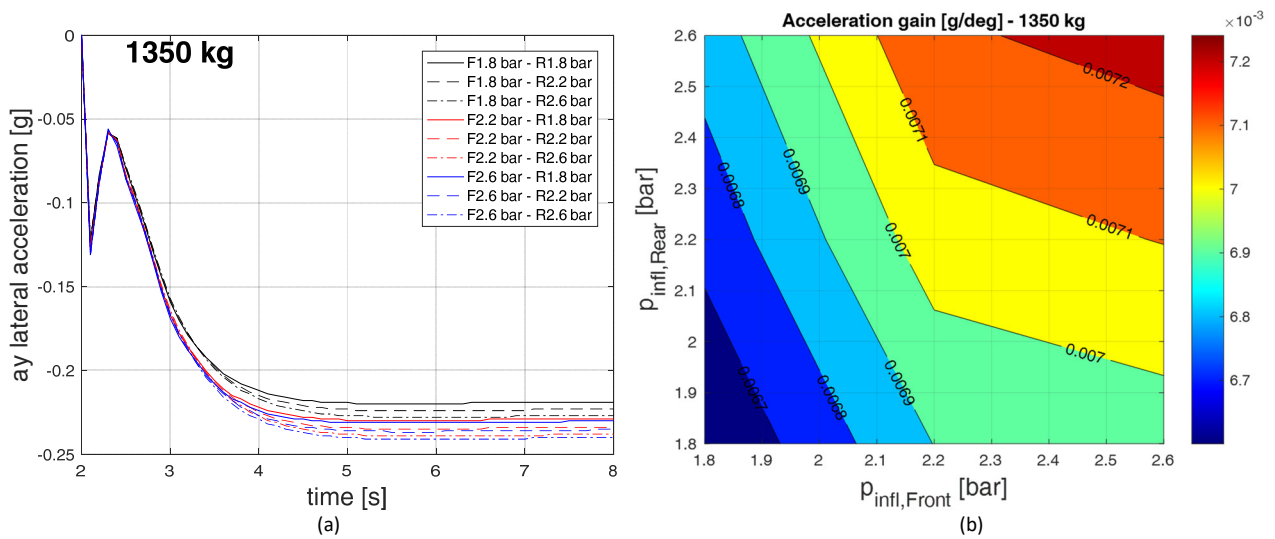 1350 kg
0
-0.05
-0.1
-0.15
-0.2
-0.25
2
3
4
5
6
7
8
ay lateral acceleration [g]
time [s]
F1.8 bar - R1.8 bar
F1.8 bar - R2.2 bar
F1.8 bar - R2.6 bar
F2.2 bar - R1.8 bar
F2.2 bar - R2.2 bar
F2.2 bar - R2.6 bar
F2.6 bar - R1.8 bar
F2.6 bar - R2.2 bar
F2.6 bar - R2.6 bar
(a)
Acceleration gain [g/deg] - 1350 kg
×10⁻³
2.6
2.5
2.4
2.3
2.2
2.1
2
1.9
1.8
p_infl,Rear [bar]
0.0072
0.0071
0.0068
0.0069
0.0071
0.007
0.007
0.0067
0.0068
0.0069
1.8
1.9
2
2.1
2.2
2.3
2.4
2.5
2.6
p_infl,Front [bar]
7.2
7.1
7
6.9
6.8
6.7
(b)